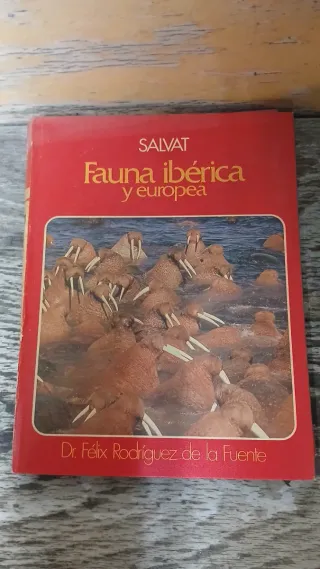 SALVAT
Fauna ibérica
y europea
Dr. Félix Rodríguez de la Fuente